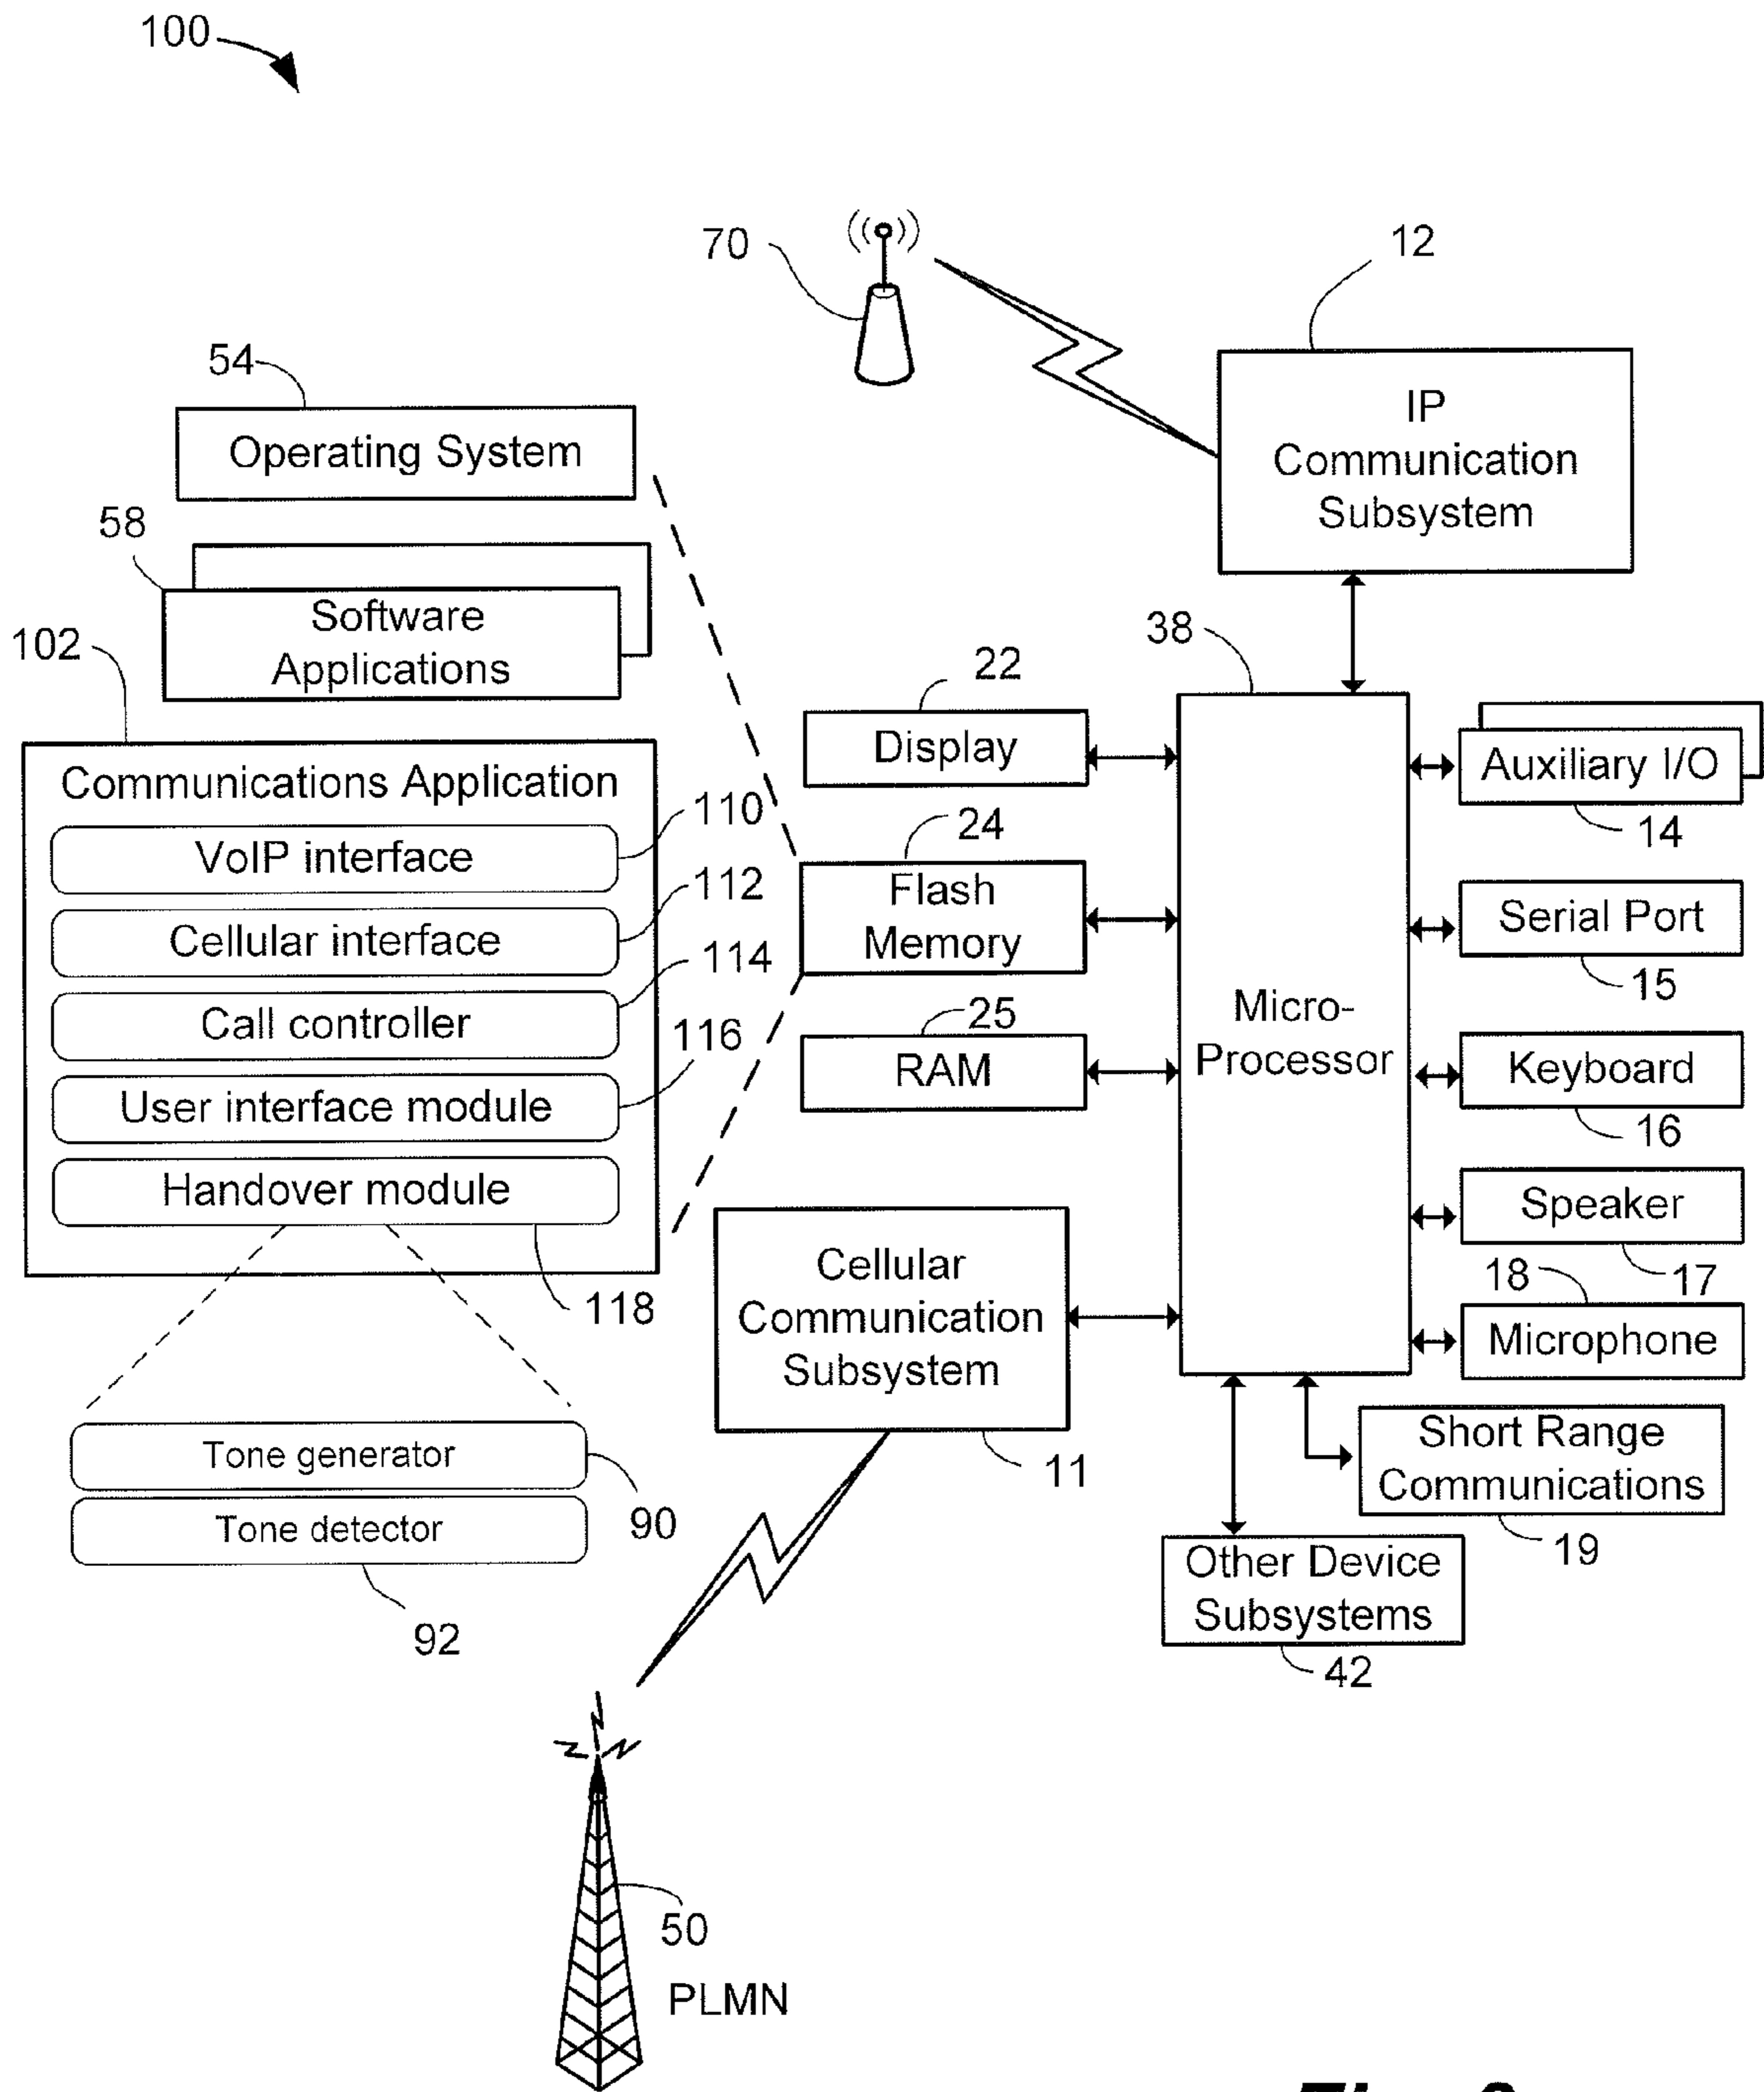 100
70
12
IP
Communication
Subsystem
54
Operating System
58
Software
Applications
102
Communications Application
VoIP interface
110
Cellular interface
112
Call controller
114
User interface module
116
Handover module
118
Tone generator
90
Tone detector
92
22
Display
24
Flash
Memory
25
RAM
38
Micro-
Processor
Auxiliary I/O
14
Serial Port
15
Keyboard
16
Speaker
17
18
Microphone
Cellular
Communication
Subsystem
11
Short Range
Communications
19
Other Device
Subsystems
42
50
PLMN